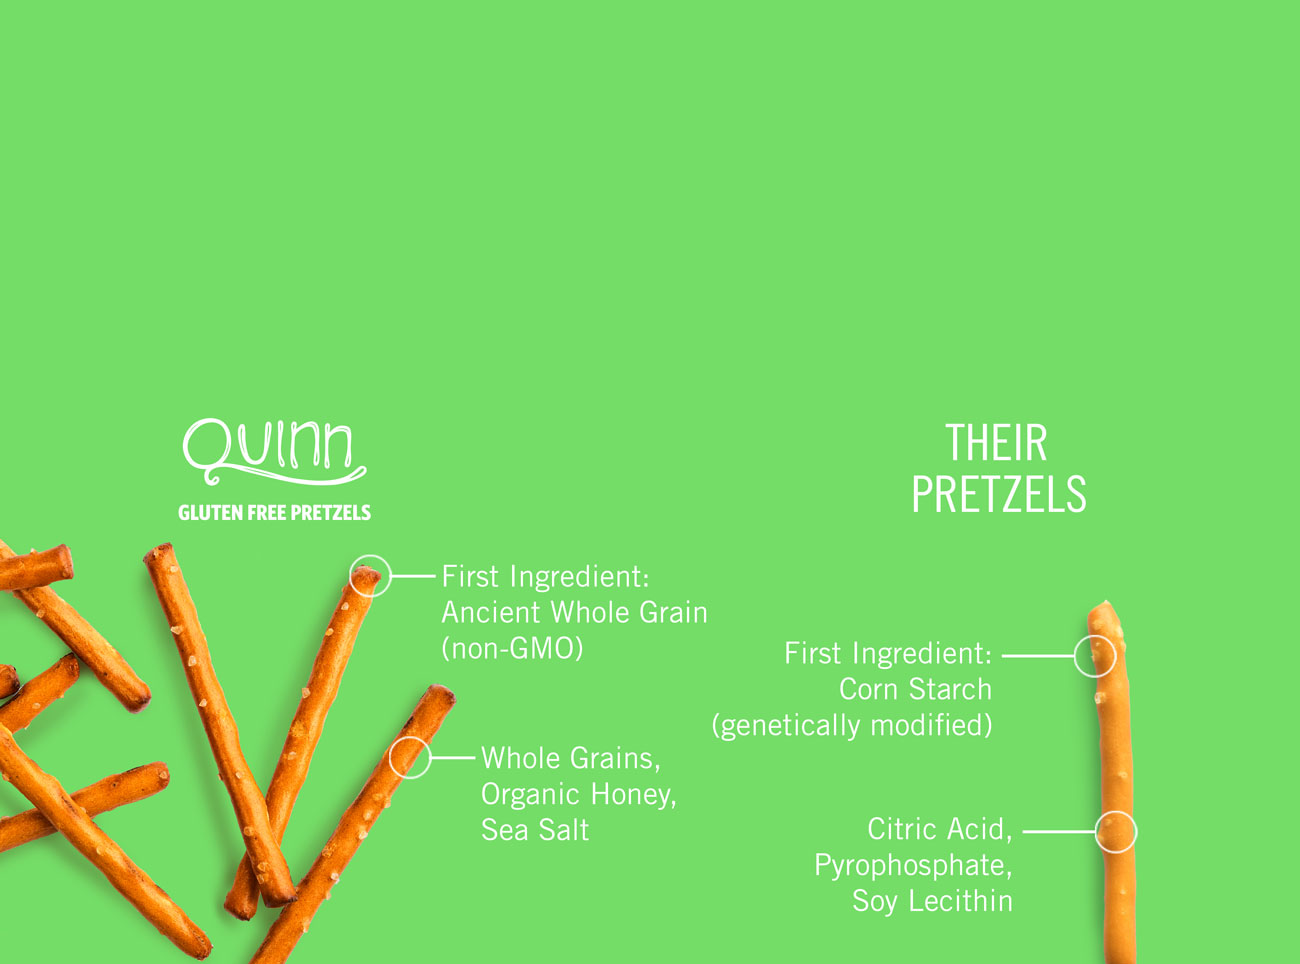 Quinn
GLUTEN FREE PRETZELS
First Ingredient:
Ancient Whole Grain
(non-GMO)
Whole Grains,
Organic Honey,
Sea Salt
THEIR
PRETZELS
First Ingredient:
Corn Starch
(genetically modified)
Citric Acid,
Pyrophosphate,
Soy Lecithin